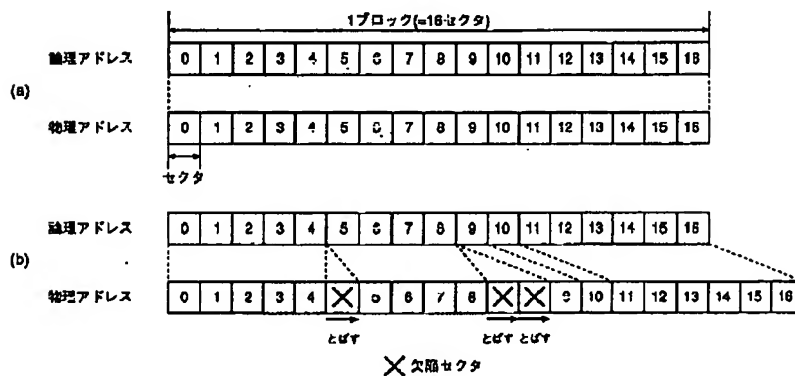 1ブロック(=16セクタ)
論理アドレス 0 1 2 3 4 5 6 7 8 9 10 11 12 13 14 15 16
(a)
物理アドレス 0 1 2 3 4 5 6 7 8 9 10 11 12 13 14 15 16
セクタ
論理アドレス 0 1 2 3 4 5 6 7 8 9 10 11 12 13 14 15 16
(b)
物理アドレス 0 1 2 3 4 5 6 7 8 9 10 11 12 13 14 15 16
とばす とばす とばす
欠陥セクタ